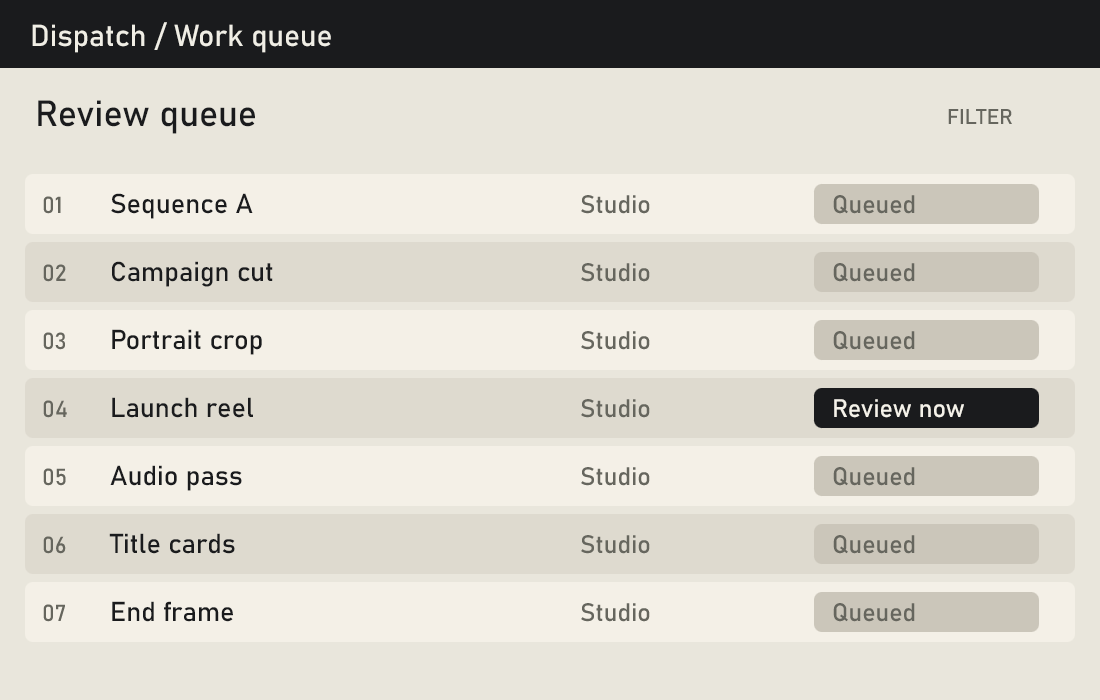 Dispatch / Work queue
Review queue FILTER
01 Sequence A Studio Queued
02 Campaign cut Studio Queued
03 Portrait crop Studio Queued
04 Launch reel Studio Review now
05 Audio pass Studio Queued
06 Title cards Studio Queued
07 End frame Studio Queued